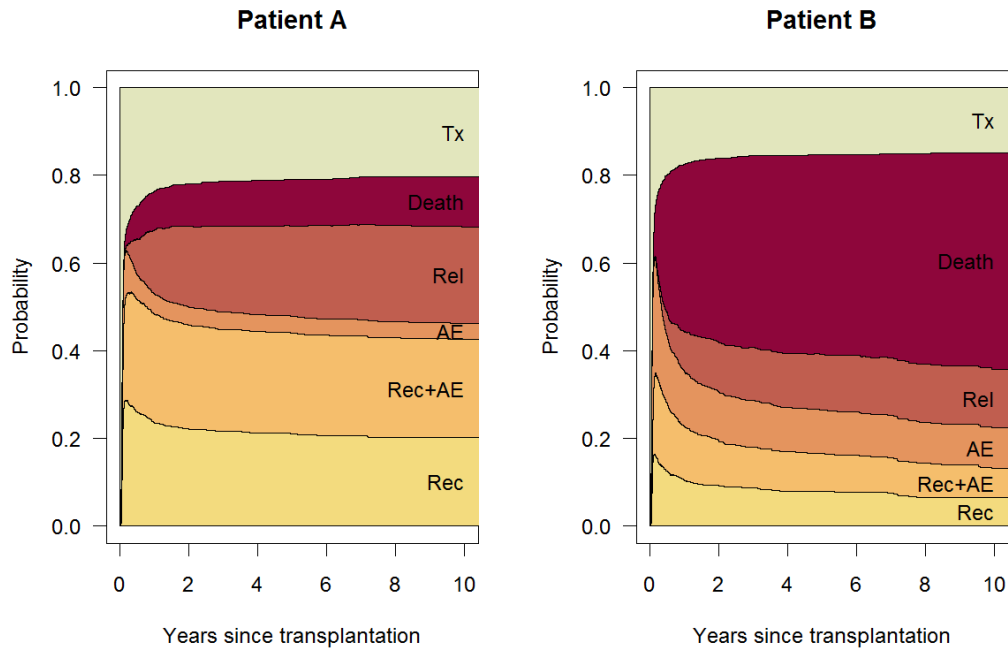 Patient A
Probability
1.0
0.8
0.6
0.4
0.2
0.0
Tx
Death
Rel
AE
Rec+AE
Rec
0 2 4 6 8 10
Years since transplantation
Patient B
Probability
1.0
0.8
0.6
0.4
0.2
0.0
Tx
Death
Rel
AE
Rec+AE
Rec
0 2 4 6 8 10
Years since transplantation